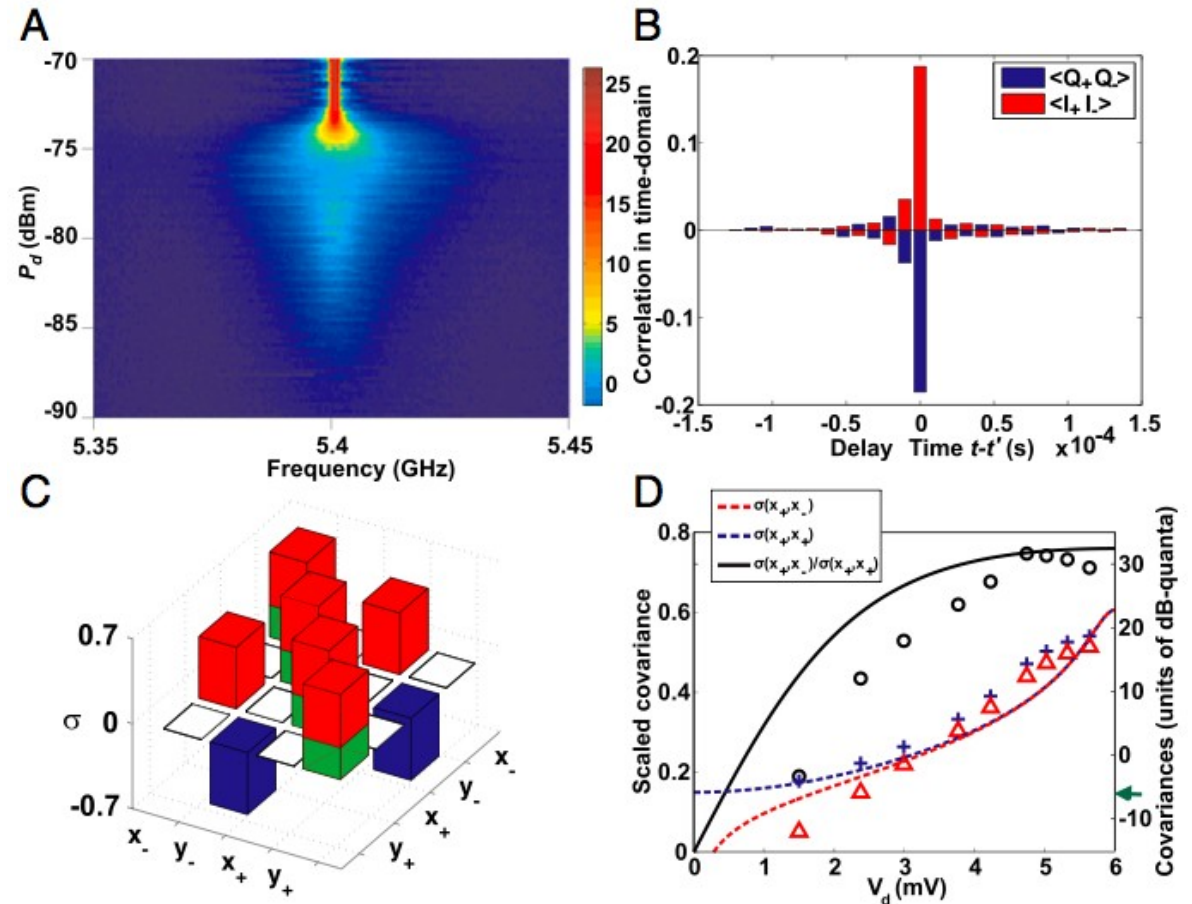 A
-70
-75
-80
-85
-90
P_d (dBm)
5.35
5.4
5.45
Frequency (GHz)
25
20
15
10
5
0
B
0.2
0.1
0
-0.1
-0.2
Correlation in time-domain
<Q₊ Q₋>
<I₊ I₋>
-1.5
-1
-0.5
0
0.5
1
1.5
Delay Time t-t′ (s)
x10⁻⁴
C
0.7
0
-0.7
σ
x₋
y₋
x₊
y₊
y₊
x₊
y₋
x₋
D
σ(x₊,x₋)
σ(x₊,x₊)
σ(x₊,x₋)/σ(x₊,x₊)
0.8
0.6
0.4
0.2
0
Scaled covariance
30
20
10
0
-10
Covariances (units of dB-quanta)
0
1
2
3
4
5
6
V_d (mV)